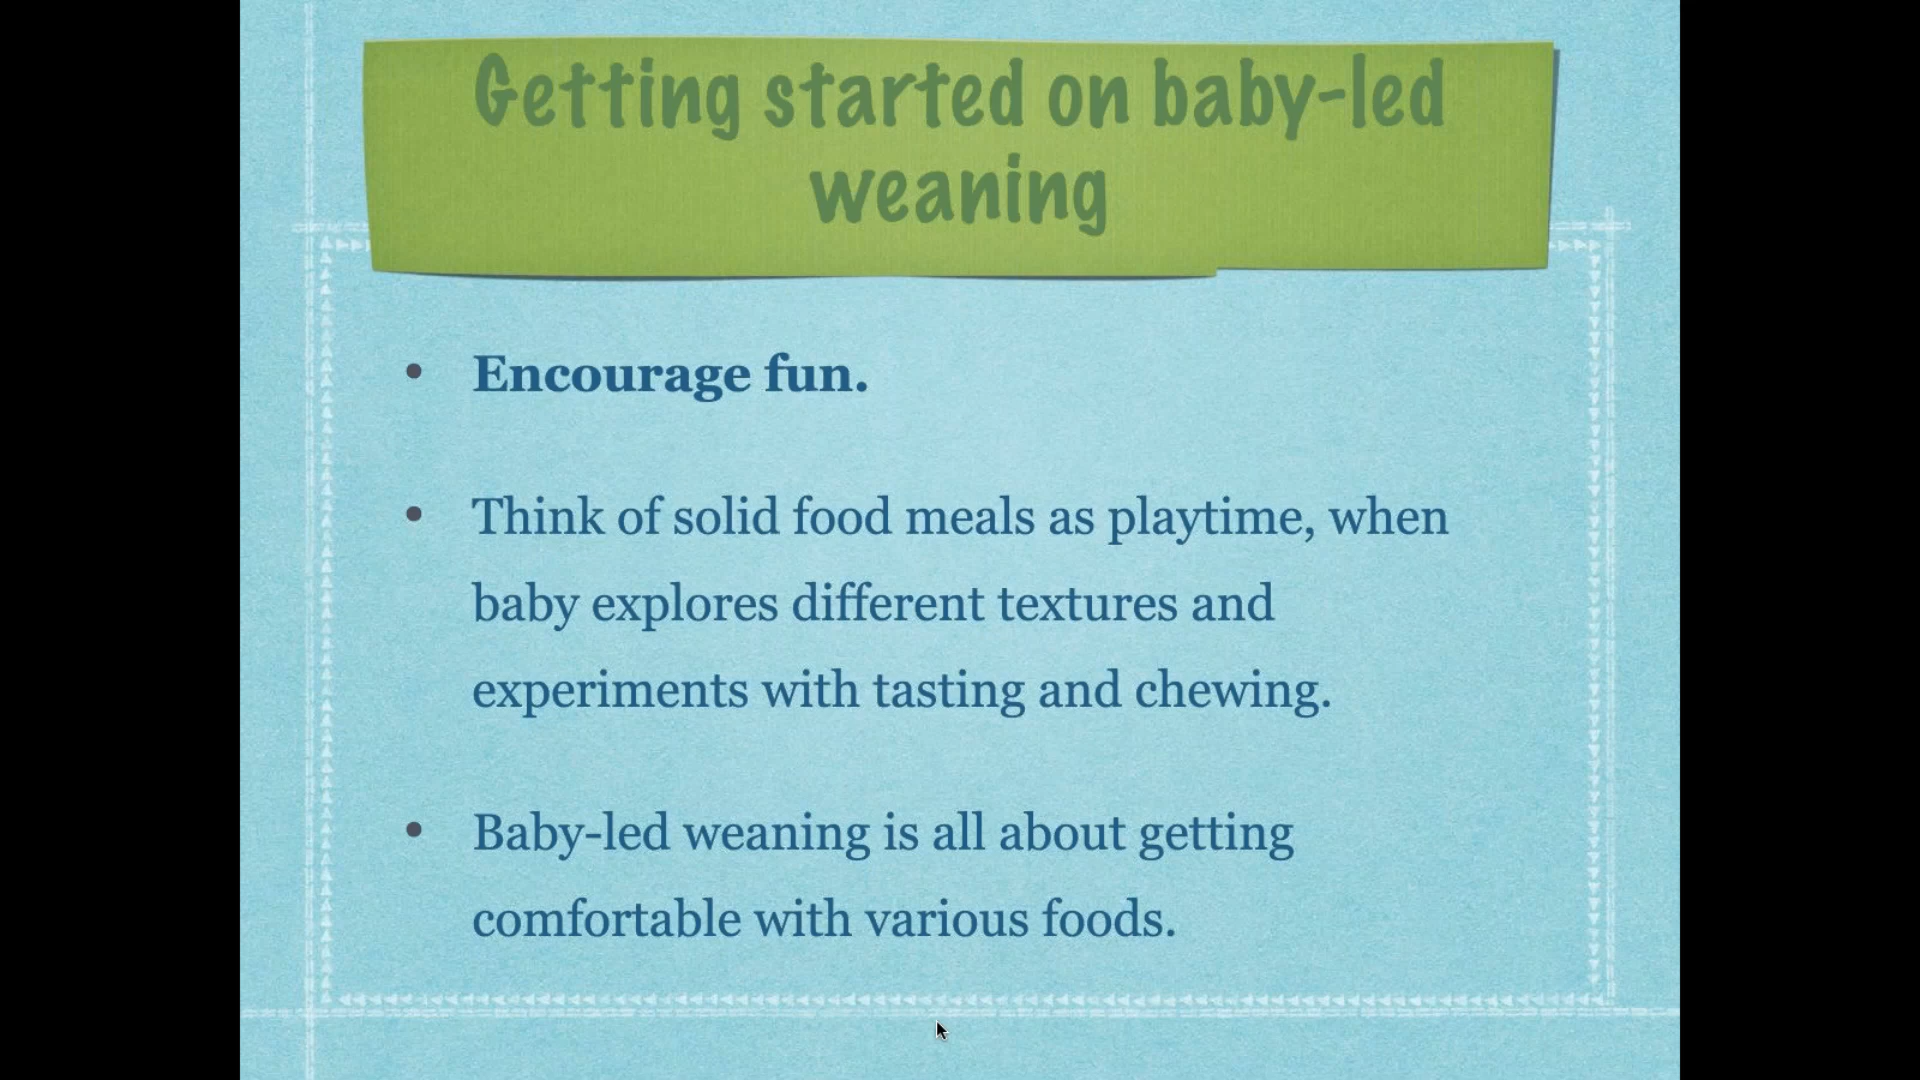 Getting started on baby-led
weaning
• Encourage fun.
• Think of solid food meals as playtime, when
baby explores different textures and
experiments with tasting and chewing.
• Baby-led weaning is all about getting
comfortable with various foods.